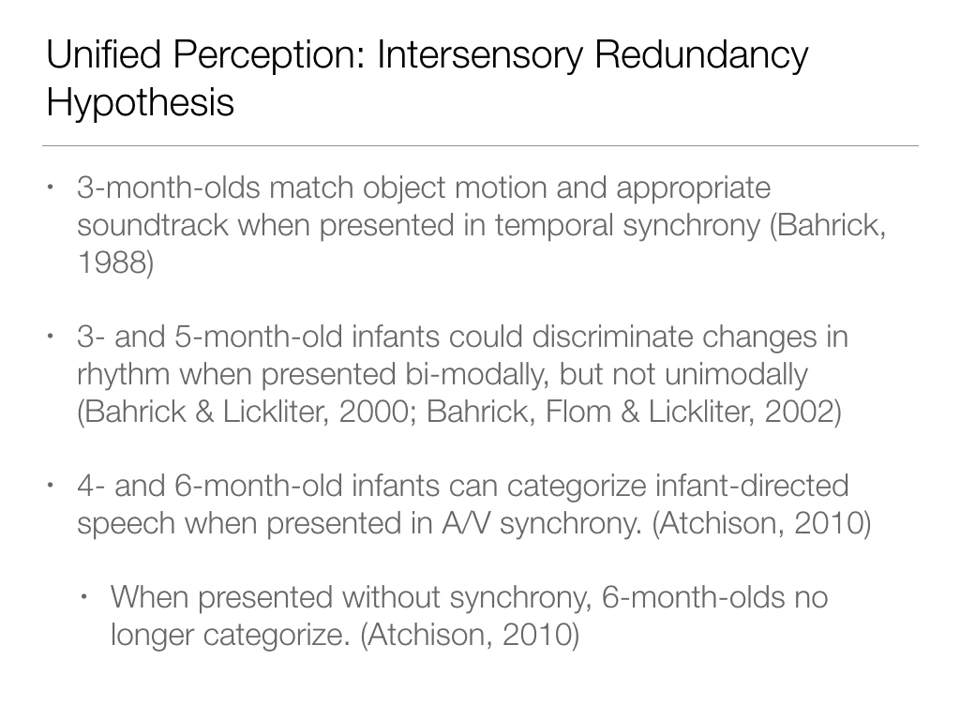 Unified Perception: Intersensory Redundancy
Hypothesis
• 3-month-olds match object motion and appropriate
soundtrack when presented in temporal synchrony (Bahrick,
1988)
• 3- and 5-month-old infants could discriminate changes in
rhythm when presented bi-modally, but not unimodally
(Bahrick & Lickliter, 2000; Bahrick, Flom & Lickliter, 2002)
• 4- and 6-month-old infants can categorize infant-directed
speech when presented in A/V synchrony. (Atchison, 2010)
• When presented without synchrony, 6-month-olds no
longer categorize. (Atchison, 2010)